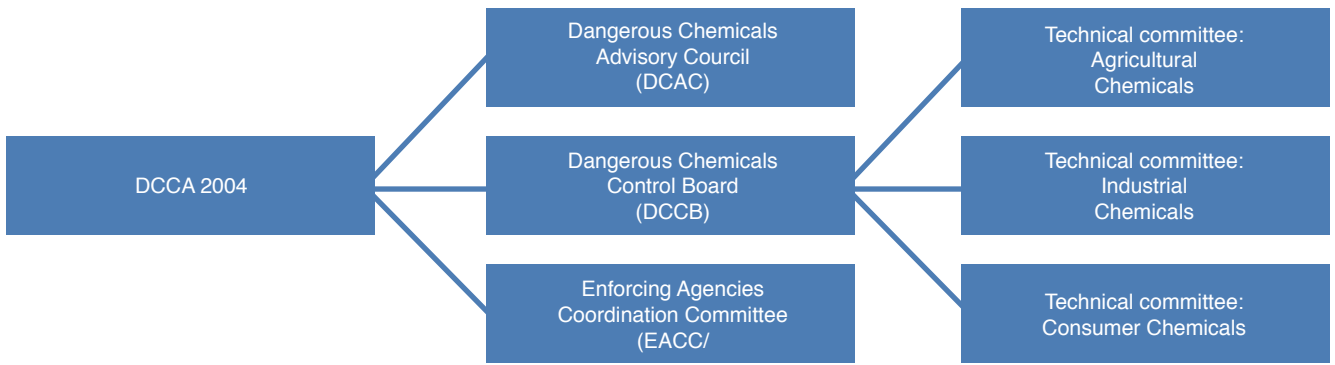 DCCA 2004
Dangerous Chemicals
Advisory Courcil
(DCAC)
Dangerous Chemicals
Control Board
(DCCB)
Enforcing Agencies
Coordination Committee
(EACC/
Technical committee:
Agricultural
Chemicals
Technical committee:
Industrial
Chemicals
Technical committee:
Consumer Chemicals